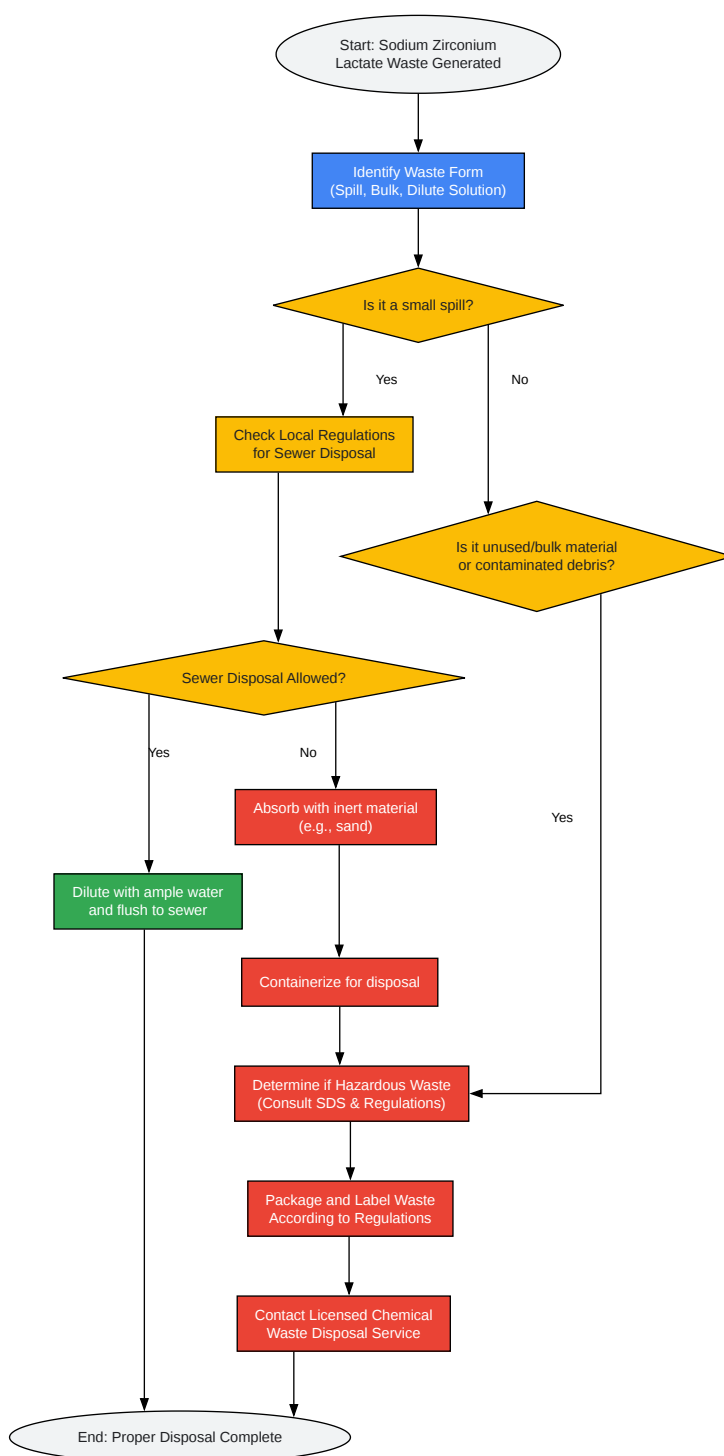 Start: Sodium Zirconium
Lactate Waste Generated
Identify Waste Form
(Spill, Bulk, Dilute Solution)
Is it a small spill?
Yes
No
Check Local Regulations
for Sewer Disposal
Is it unused/bulk material
or contaminated debris?
Sewer Disposal Allowed?
Yes
No
Absorb with inert material
(e.g., sand)
Yes
Dilute with ample water
and flush to sewer
Containerize for disposal
Determine if Hazardous Waste
(Consult SDS & Regulations)
Package and Label Waste
According to Regulations
Contact Licensed Chemical
Waste Disposal Service
End: Proper Disposal Complete